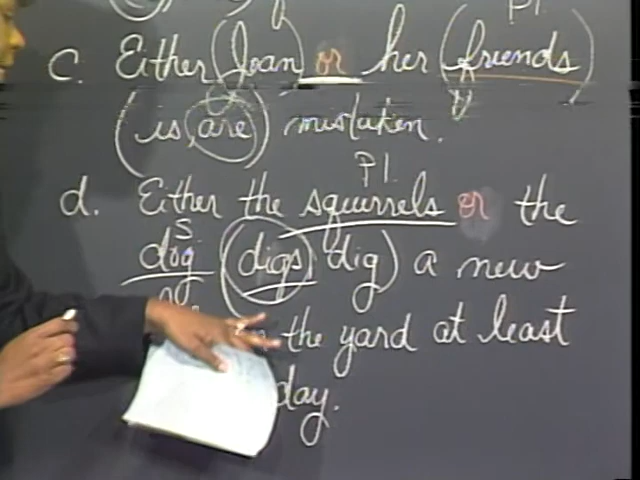 Pl.
c. Either (Joan) or her (friends)
(is, are) mistaken.
Pl.
d. Either the squirrels or the
S
dog (digs, dig) a new
the yard at least
day.